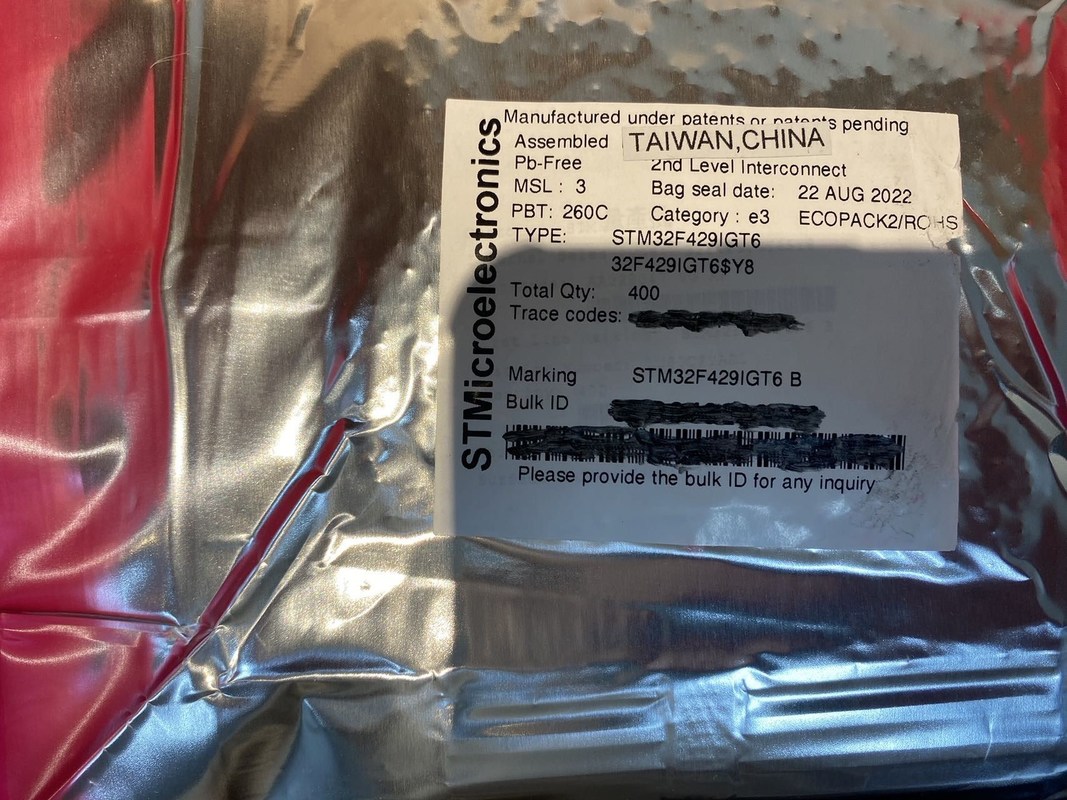 STMicroelectronics
Manufactured under patents or patents pending
Assembled TAIWAN,CHINA
Pb-Free 2nd Level Interconnect
MSL : 3 Bag seal date: 22 AUG 2022
PBT: 260C Category : e3 ECOPACK2/ROHS
TYPE: STM32F429IGT6
32F429IGT6$Y8
Total Qty: 400
Trace codes:
Marking STM32F429IGT6 B
Bulk ID
Please provide the bulk ID for any inquiry